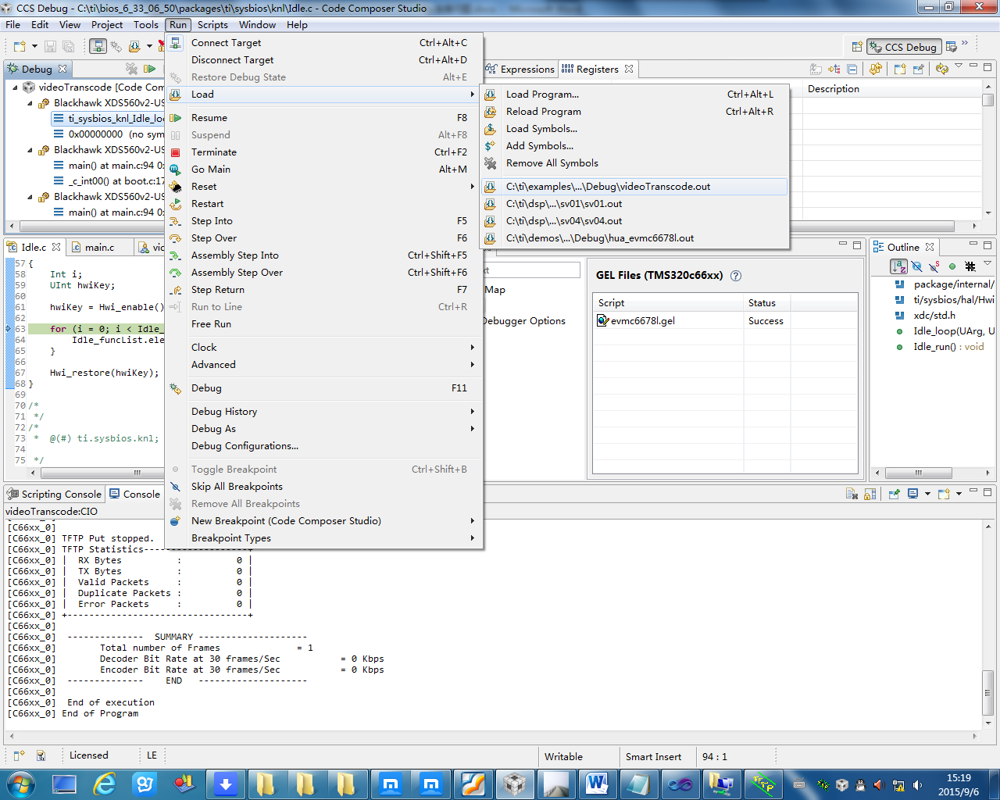 CCS Debug - C:\ti\bios_6_33_06_50\packages\ti\sysbios\knl\Idle.c - Code Composer Studio
File Edit View Project Tools Run Scripts Window Help
CCS Debug
Debug
Expressions
Registers
videoTranscode [Code Com
Blackhawk XDS560v2-US
ti_sysbios_knl_Idle_loo
0x00000000 (no sym
Blackhawk XDS560v2-US
main() at main.c:94 0
_c_int00() at boot.c:17
Blackhawk XDS560v2-US
main() at main.c:94 0
Connect Target Ctrl+Alt+C
Disconnect Target Ctrl+Alt+D
Restore Debug State Alt+E
Load
Resume F8
Suspend Alt+F8
Terminate Ctrl+F2
Go Main Alt+M
Reset
Restart
Step Into F5
Step Over F6
Assembly Step Into Ctrl+Shift+F5
Assembly Step Over Ctrl+Shift+F6
Step Return F7
Run to Line Ctrl+R
Free Run
Clock
Advanced
Debug F11
Debug History
Debug As
Debug Configurations...
Toggle Breakpoint Ctrl+Shift+B
Skip All Breakpoints
Remove All Breakpoints
New Breakpoint (Code Composer Studio)
Breakpoint Types
Load Program... Ctrl+Alt+L
Reload Program Ctrl+Alt+R
Load Symbols...
Add Symbols...
Remove All Symbols
C:\ti\examples\...\Debug\videoTranscode.out
C:\ti\dsp\...\sv01\sv01.out
C:\ti\dsp\...\sv04\sv04.out
C:\ti\demos\...\Debug\hua_evmc6678l.out
Description
Idle.c
main.c
57 {
58 Int i;
59 UInt hwiKey;
60
61 hwiKey = Hwi_enable()
62
63 for (i = 0; i < Idle_
64 Idle_funcList.ele
65 }
66
67 Hwi_restore(hwiKey);
68 }
69
70 /*
71 */
72 /*
73 * @(#) ti.sysbios.knl;
74
75 */
Map
Debugger Options
GEL Files (TMS320c66xx)
Script Status
evmc6678l.gel Success
Outline
package/internal/
ti/sysbios/hal/Hwi
xdc/std.h
Idle_loop(UArg, U
Idle_run() : void
Scripting Console
Console
videoTranscode:CIO
[C66xx_0]
[C66xx_0] TFTP Put stopped.
[C66xx_0] TFTP Statistics-------------------+
[C66xx_0] | RX Bytes : 0 |
[C66xx_0] | TX Bytes : 0 |
[C66xx_0] | Valid Packets : 0 |
[C66xx_0] | Duplicate Packets : 0 |
[C66xx_0] | Error Packets : 0 |
[C66xx_0] +---------------------------------+
[C66xx_0]
[C66xx_0] -------------- SUMMARY --------------------
[C66xx_0] Total number of Frames = 1
[C66xx_0] Decoder Bit Rate at 30 frames/Sec = 0 Kbps
[C66xx_0] Encoder Bit Rate at 30 frames/Sec = 0 Kbps
[C66xx_0] -------------- END --------------------
[C66xx_0]
[C66xx_0] End of execution
[C66xx_0] End of Program
Licensed LE Writable Smart Insert 94 : 1
15:19
2015/9/6